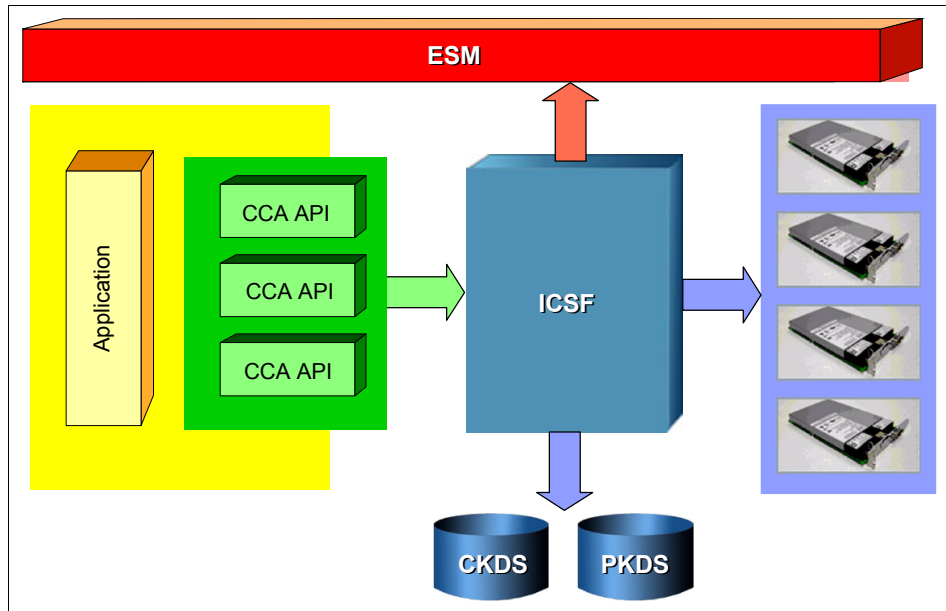 ESM
Application
CCA API
CCA API
CCA API
ICSF
CKDS
PKDS